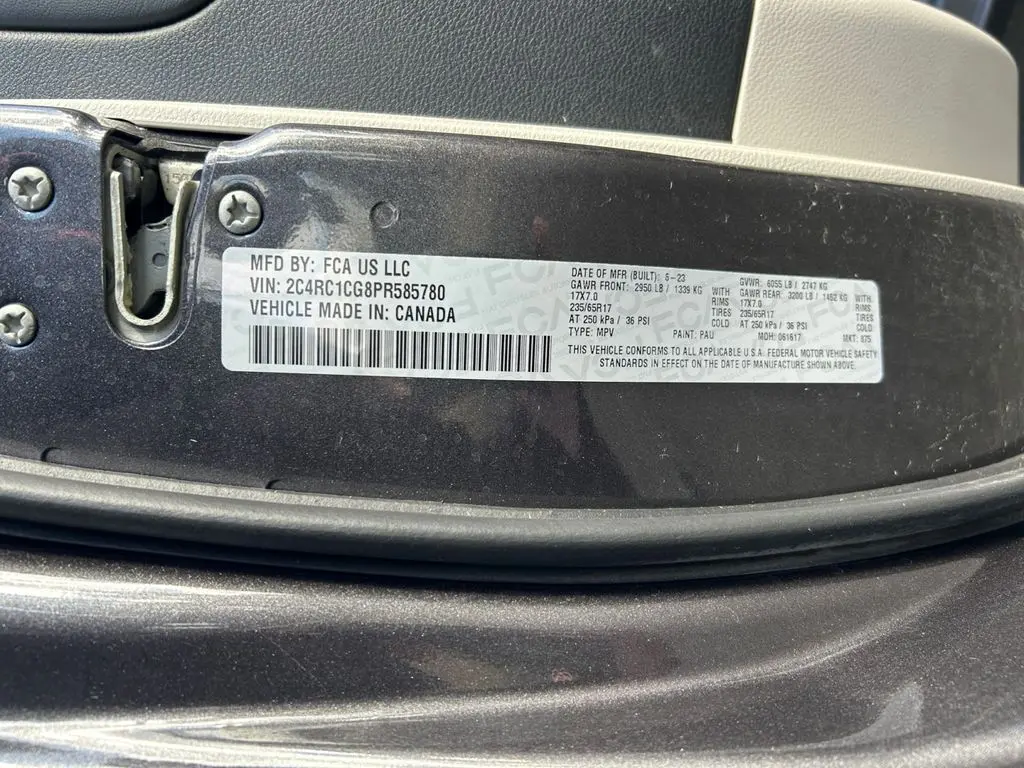 MFD BY: FCA US LLC
VIN: 2C4RC1CG8PR585780
VEHICLE MADE IN: CANADA
DATE OF MFR (BUILT): 5-23
GVWR: 6055 LB / 2747 KG
GAWR FRONT: 2950 LB / 1339 KG WITH
GAWR REAR: 3200 LB / 1452 KG WITH
17X7.0 RIMS
17X7.0 RIMS
235/65R17 TIRES
235/65R17 TIRES
AT 250 kPa / 36 PSI COLD
AT 250 kPa / 36 PSI COLD
TYPE: MPV PAINT: PAU MDH: 051617 MKT: 875
THIS VEHICLE CONFORMS TO ALL APPLICABLE U.S.A. FEDERAL MOTOR VEHICLE SAFETY
STANDARDS IN EFFECT ON THE DATE OF MANUFACTURE SHOWN ABOVE.